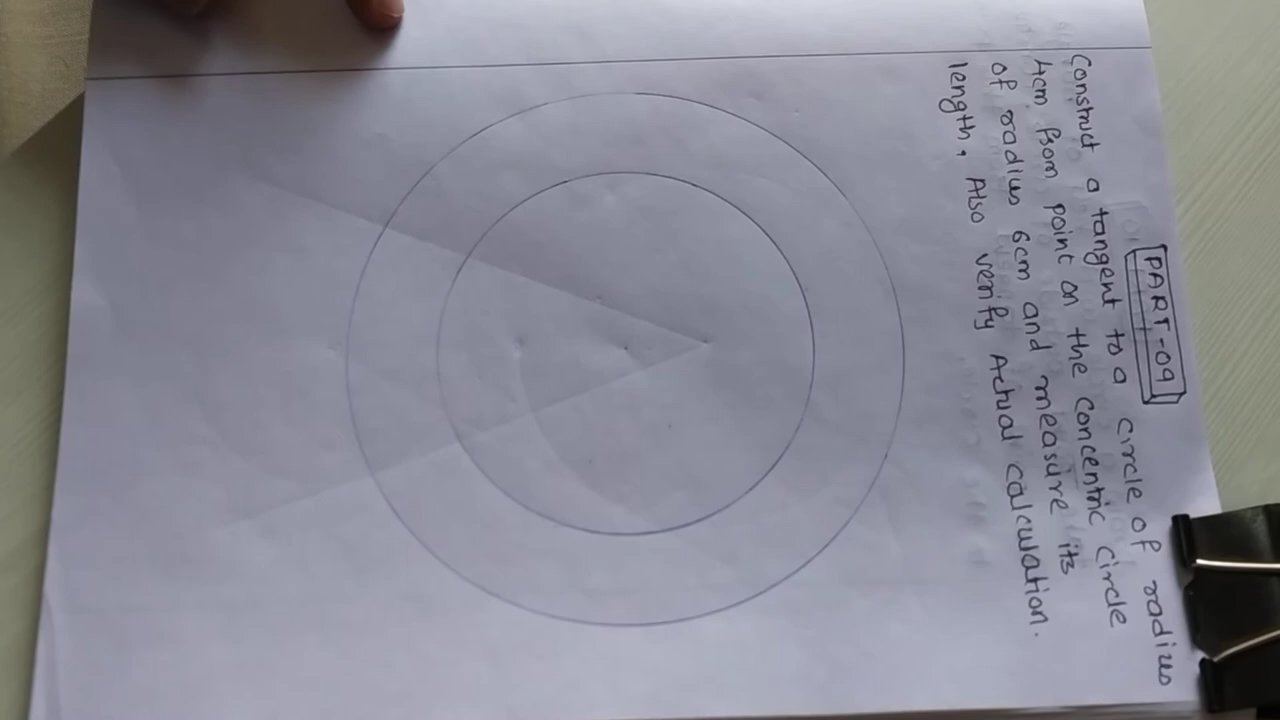 PART-09
Construct a tangent to a circle of radius
4cm from point on the concentric circle
of radius 6cm and measure its
length. Also verify Actual calculation.